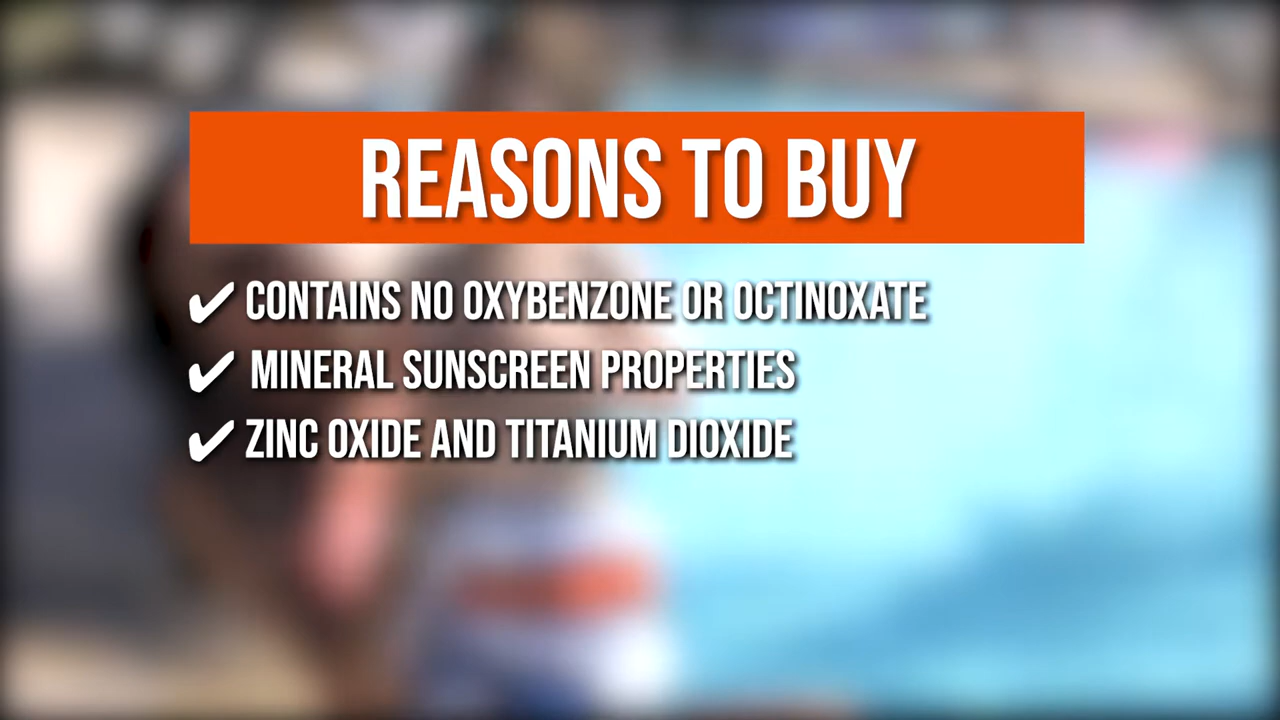 REASONS TO BUY
✔ CONTAINS NO OXYBENZONE OR OCTINOXATE
✔ MINERAL SUNSCREEN PROPERTIES
✔ ZINC OXIDE AND TITANIUM DIOXIDE